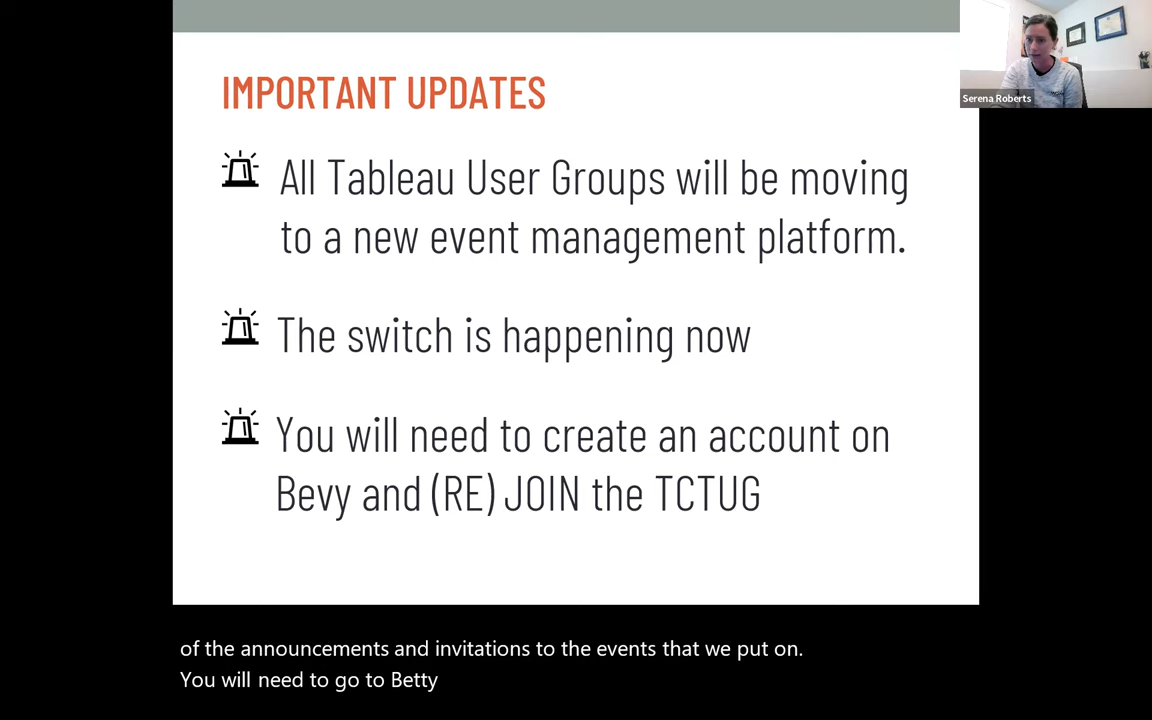 IMPORTANT UPDATES
All Tableau User Groups will be moving
to a new event management platform.
The switch is happening now
You will need to create an account on
Bevy and (RE) JOIN the TCTUG
Serena Roberts
of the announcements and invitations to the events that we put on.
You will need to go to Betty